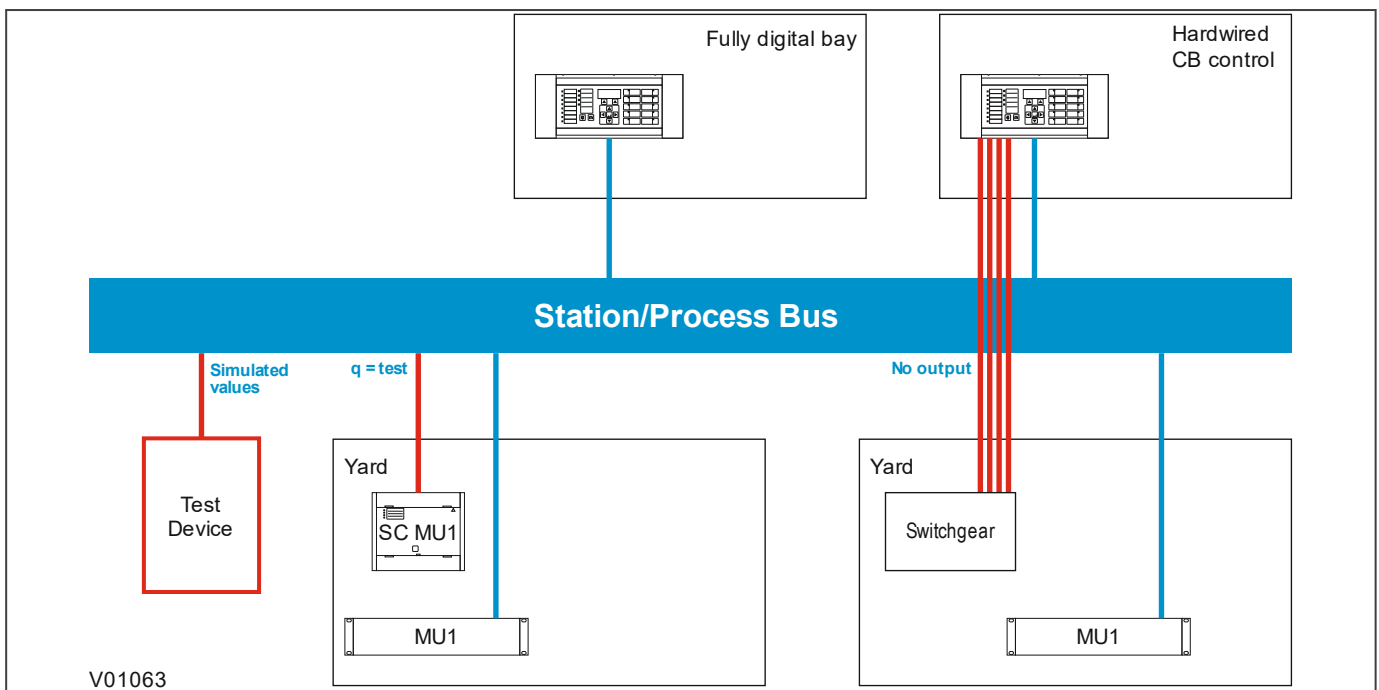 Fully digital bay
Hardwired
CB control
Station/Process Bus
Simulated
values
q = test
No output
Test
Device
Yard
SC MU1
MU1
Yard
Switchgear
MU1
V01063